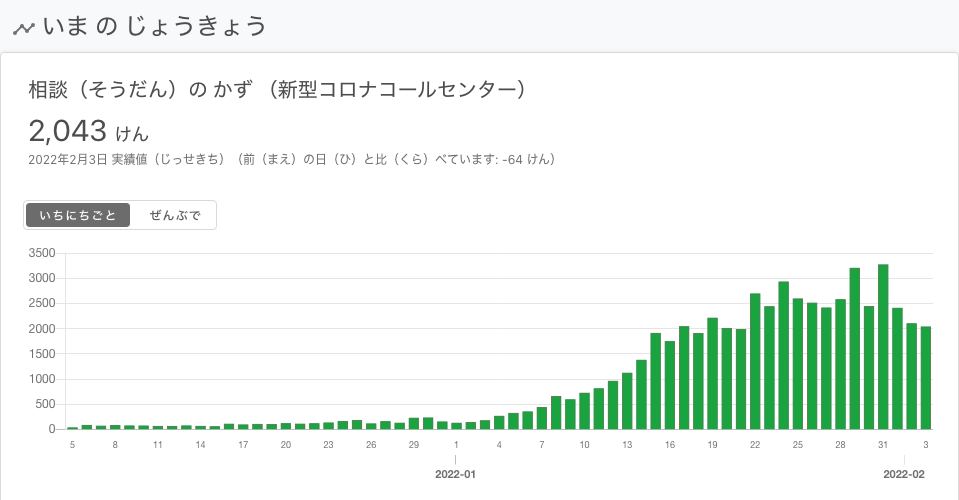 いま の じょうきょう
相談（そうだん）の かず （新型コロナコールセンター）
2,043 けん
2022年2月3日 実績値（じっせきち）（前（まえ）の日（ひ）と比（くら）べています: -64 けん）
いちにちごと ぜんぶで
3500
3000
2500
2000
1500
1000
500
0
5 8 11 14 17 20 23 26 29 1 4 7 10 13 16 19 22 25 28 31 3
2022-01 2022-02